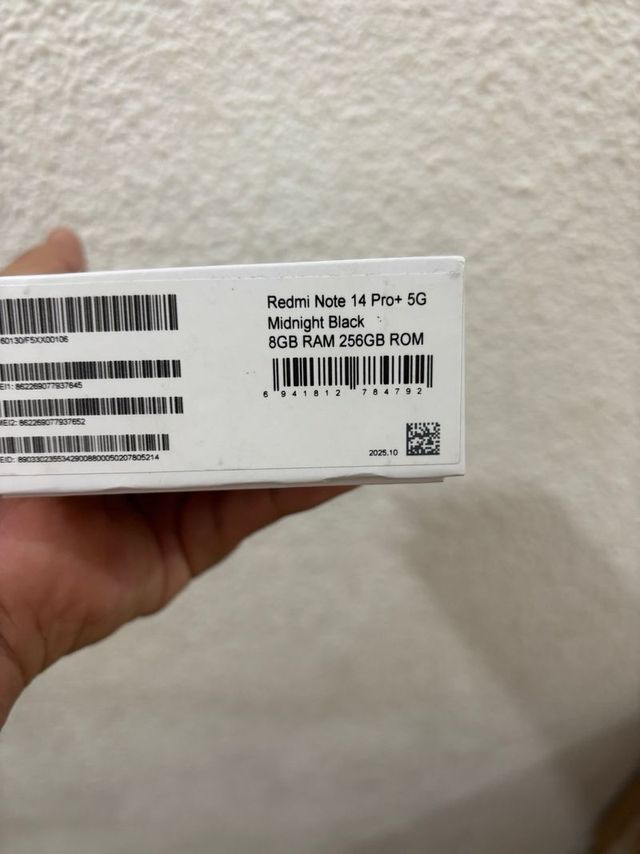 60130/F5XX00106
EI1: 862269077937645
MEI2: 862269077937652
EID: 89033023553429008800050207805214
Redmi Note 14 Pro+ 5G
Midnight Black
8GB RAM 256GB ROM
6 941812 784792
2025.10